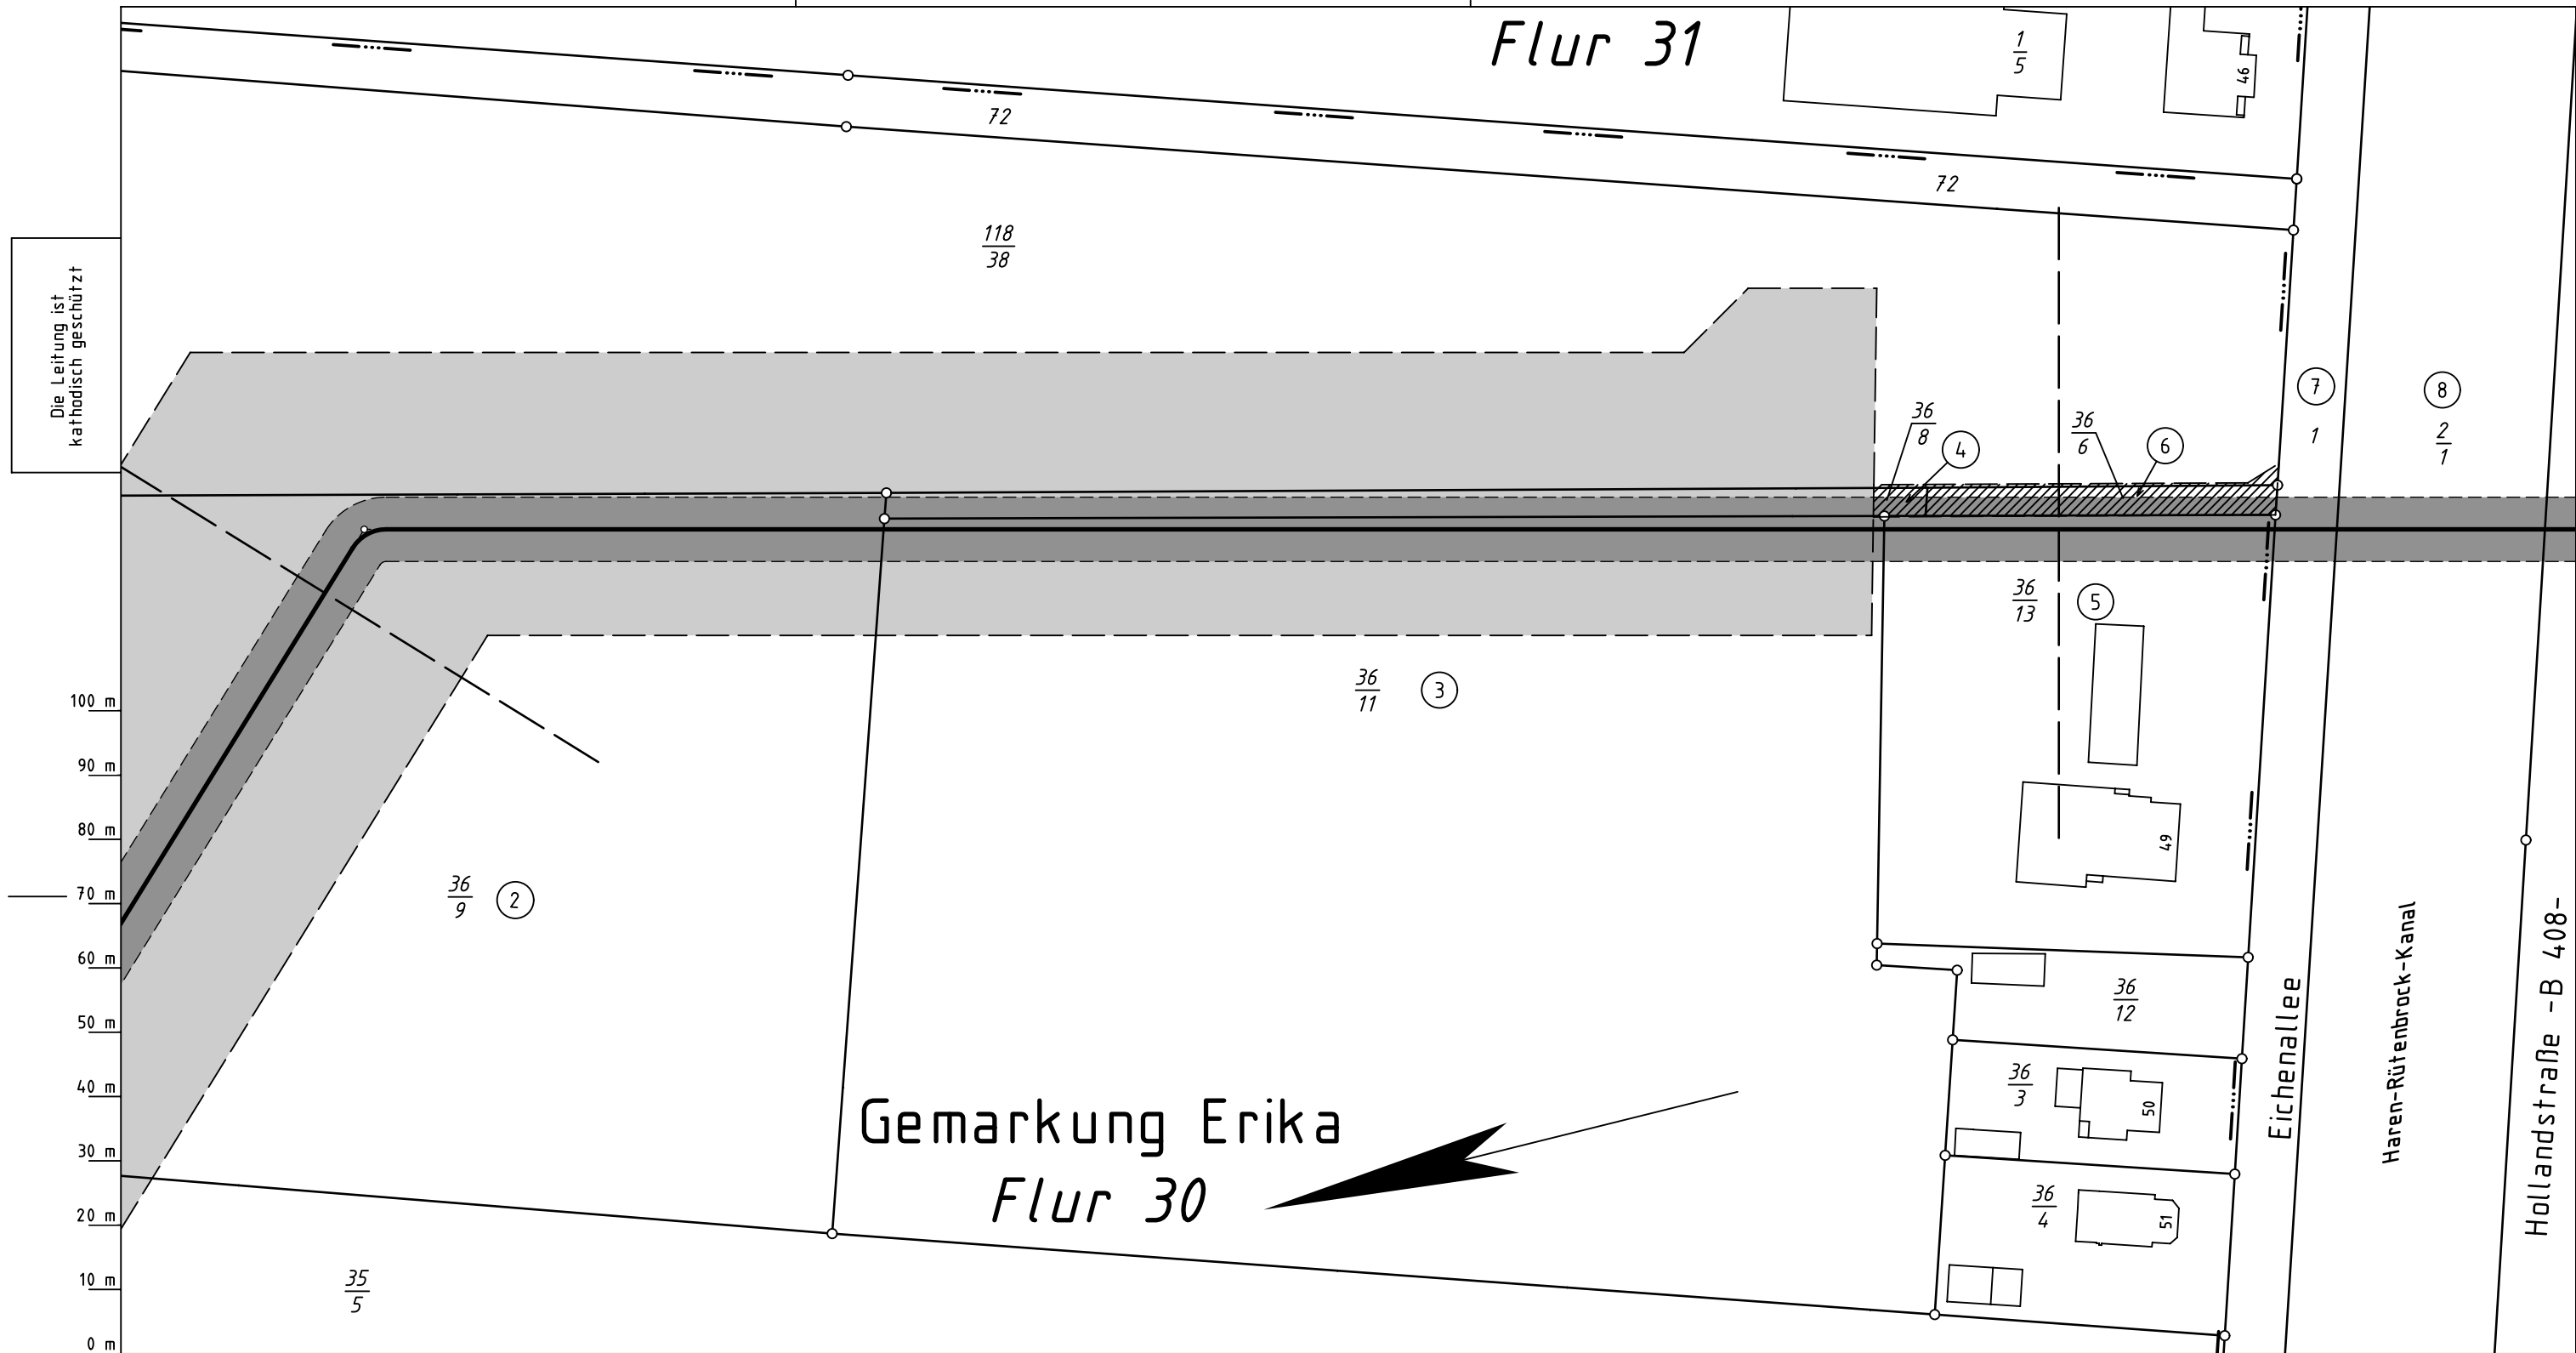 Flur 31
1
5
46
72
72
118
38
Die Leitung ist
kathodisch geschützt
7
8
36
8
4
36
6
6
1
2
1
36
13
5
36
11
3
100 m
90 m
80 m
70 m
60 m
50 m
40 m
30 m
20 m
10 m
0 m
49
36
9
2
36
12
36
3
50
36
4
51
Gemarkung Erika
Flur 30
35
5
Eichenallee
Haren-Rütenbrock-Kanal
Hollandstraße -B 408-